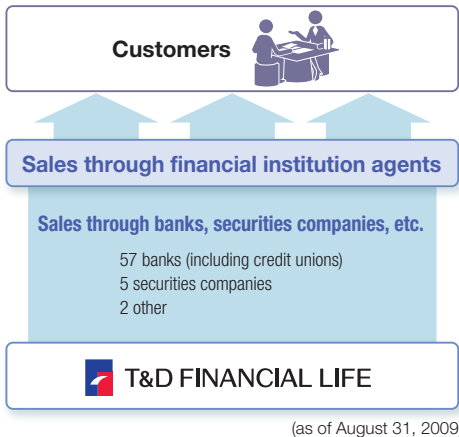 Customers
Sales through financial institution agents
Sales through banks, securities companies, etc.
57 banks (including credit unions)
5 securities companies
2 other
T&D FINANCIAL LIFE
(as of August 31, 2009